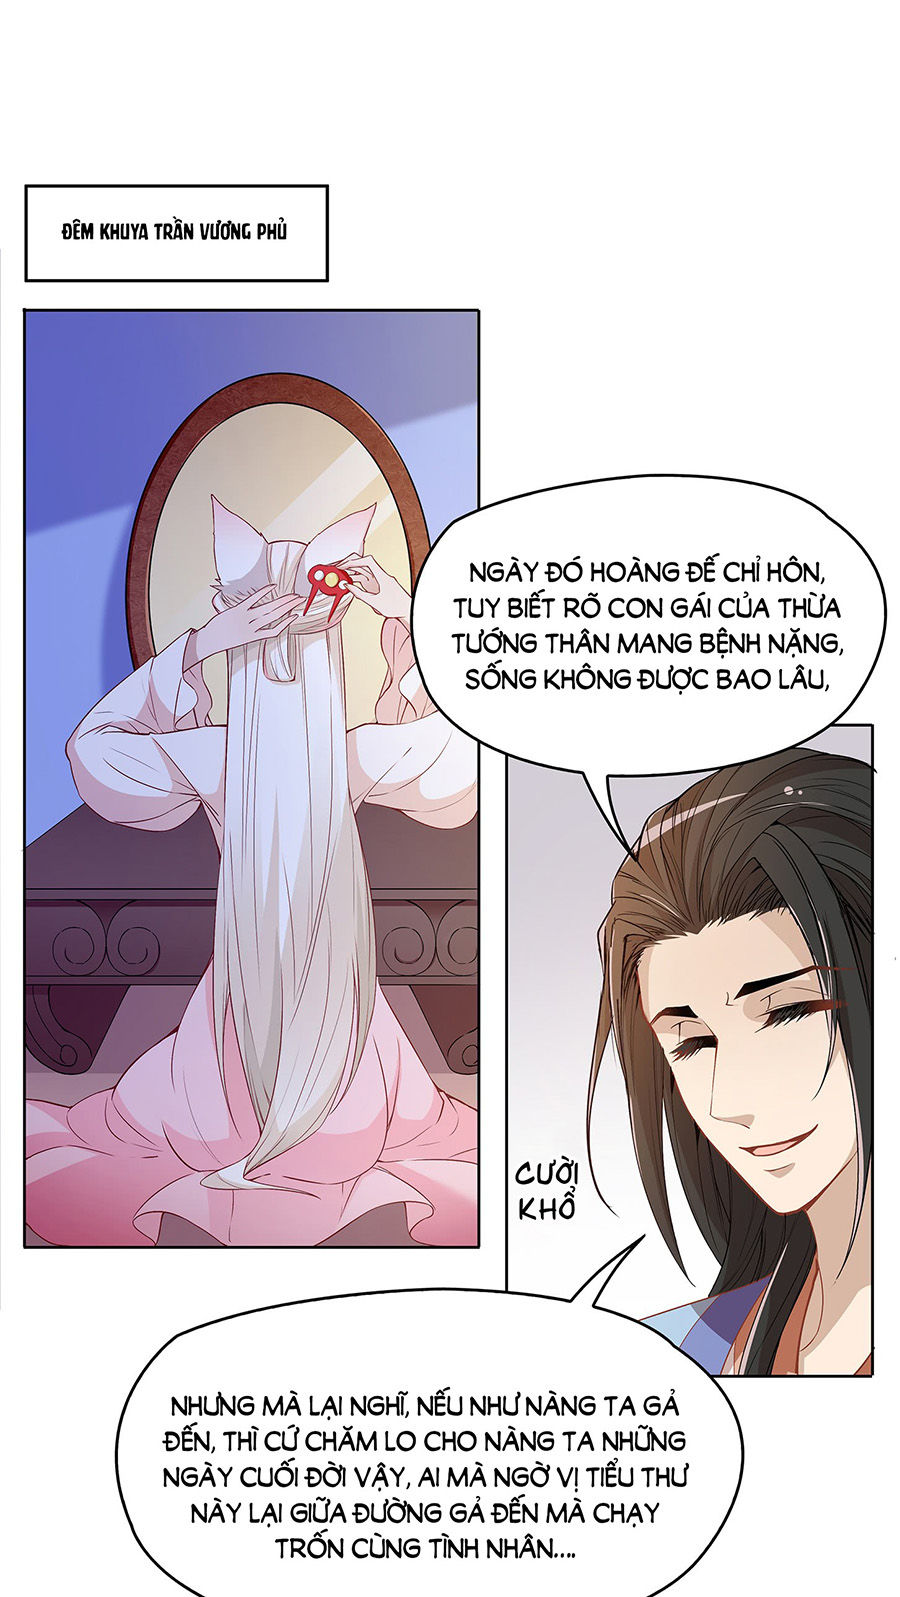 ĐÊM KHUYA TRẦN VƯƠNG PHỦ
NGÀY ĐÓ HOÀNG ĐẾ CHỈ HÔN,
TUY BIẾT RÕ CON GÁI CỦA THỪA
TƯỚNG THÂN MANG BỆNH NẶNG,
SỐNG KHÔNG ĐƯỢC BAO LÂU,
CƯỜI
KHỔ
NHƯNG MÀ LẠI NGHĨ, NẾU NHƯ NÀNG TA GẢ
ĐẾN, THÌ CỨ CHĂM LO CHO NÀNG TA NHỮNG
NGÀY CUỐI ĐỜI VẬY, AI MÀ NGỜ VỊ TIỂU THƯ
NÀY LẠI GIỮA ĐƯỜNG GẢ ĐẾN MÀ CHẠY
TRỐN CÙNG TÌNH NHÂN....